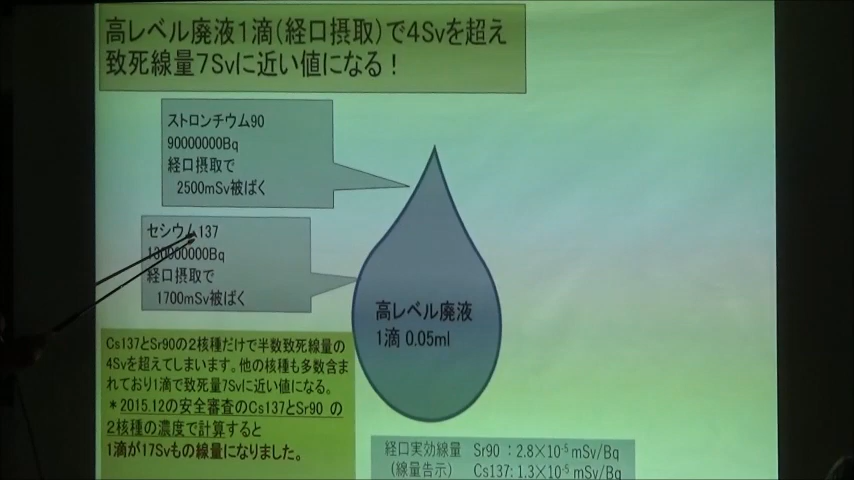 高レベル廃液1滴(経口摂取)で4Svを超え
致死線量7Svに近い値になる!
ストロンチウム90
90000000Bq
経口摂取で
2500mSv被ばく
セシウム137
130000000Bq
経口摂取で
1700mSv被ばく
高レベル廃液
1滴 0.05ml
Cs137とSr90の2核種だけで半数致死線量の
4Svを超えてしまいます。他の核種も多数含ま
れており1滴で致死量7Svに近い値になる。
*2015.12の安全審査のCs137とSr90 の
2核種の濃度で計算すると
1滴が17Svもの線量になりました。
経口実効線量 Sr90 :2.8×10⁻⁵ mSv/Bq
(線量告示) Cs137:1.3×10⁻⁵ mSv/Bq